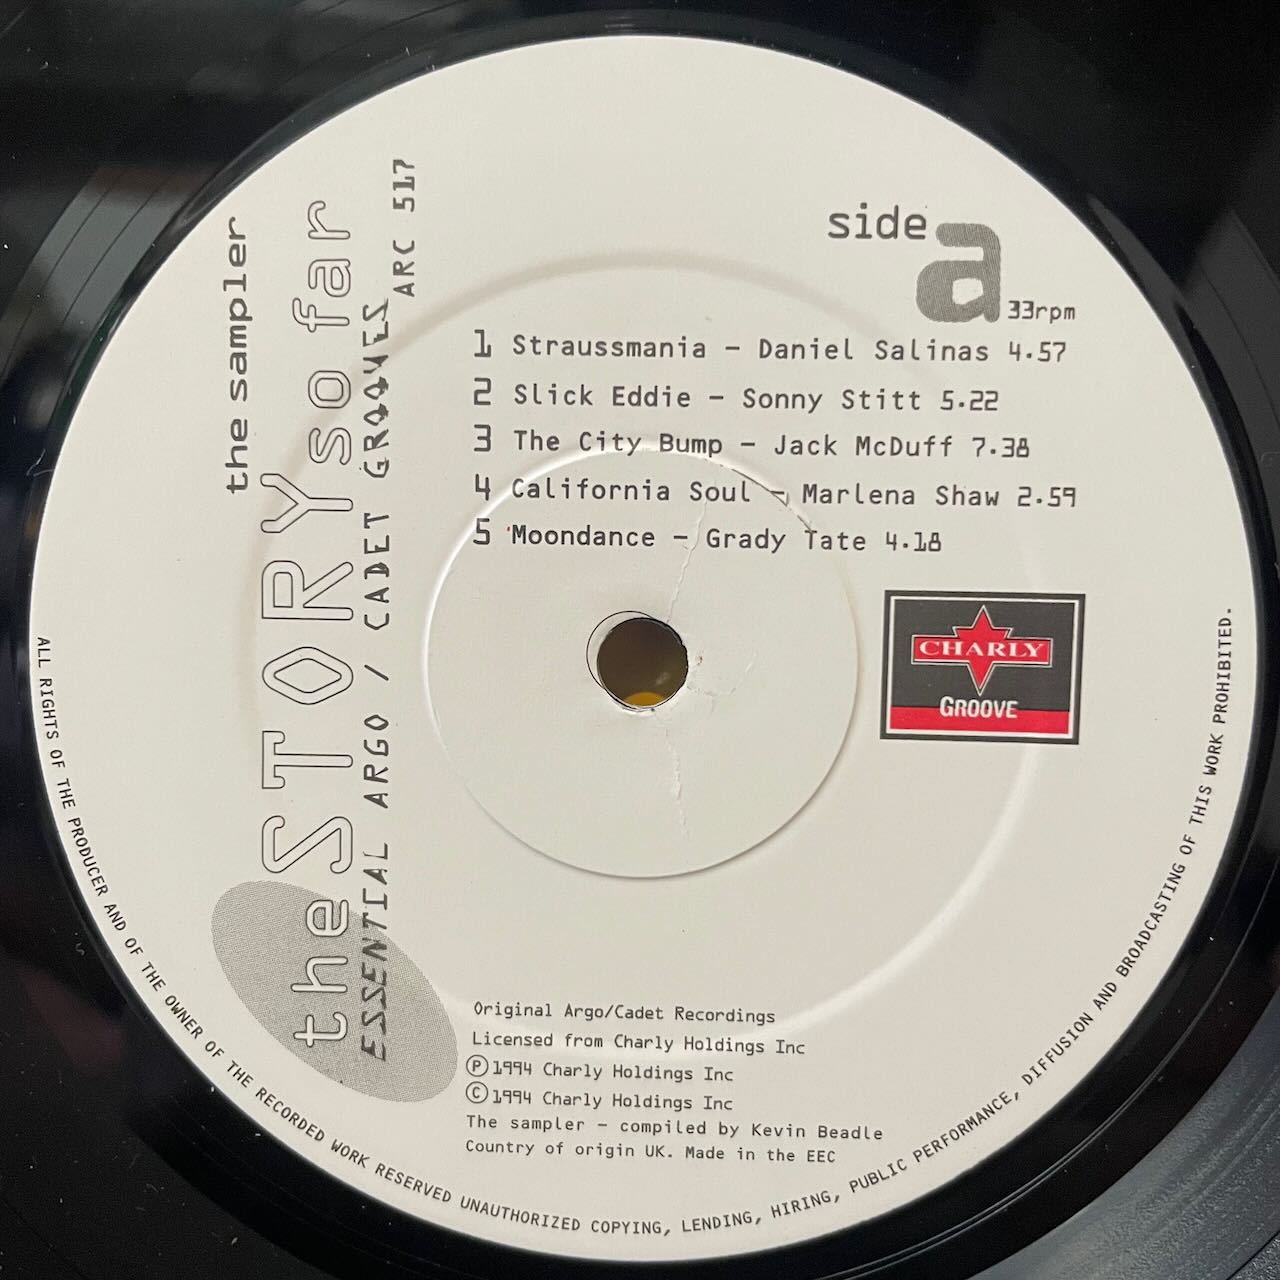 the sampler
the STORY so far
ESSENTIAL ARGO / CADET GROOVES
ARC 517
side a
33rpm
1 Straussmania - Daniel Salinas 4.57
2 Slick Eddie - Sonny Stitt 5.22
3 The City Bump - Jack McDuff 7.38
4 California Soul - Marlena Shaw 2.59
5 Moondance - Grady Tate 4.18
CHARLY
GROOVE
Original Argo/Cadet Recordings
Licensed from Charly Holdings Inc
Ⓟ1994 Charly Holdings Inc
©1994 Charly Holdings Inc
The sampler - compiled by Kevin Beadle
Country of origin UK. Made in the EEC
ALL RIGHTS OF THE PRODUCER AND OF THE OWNER OF THE RECORDED WORK RESERVED UNAUTHORIZED COPYING, LENDING, HIRING, PUBLIC PERFORMANCE, DIFFUSION AND BROADCASTING OF THIS WORK PROHIBITED.